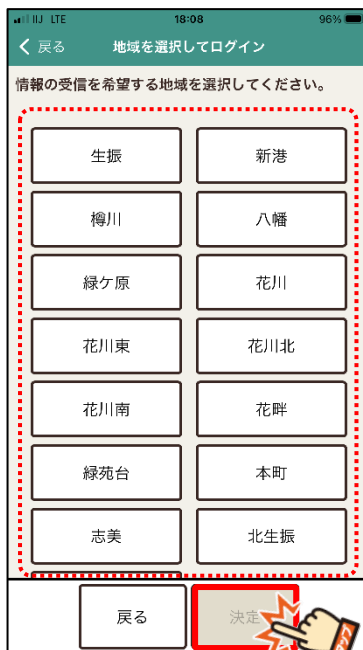 IIJ LTE 18:08 96%
戻る 地域を選択してログイン
情報の受信を希望する地域を選択してください。
生振 新港
樽川 八幡
緑ケ原 花川
花川東 花川北
花川南 花畔
緑苑台 本町
志美 北生振
戻る 決定
タップ